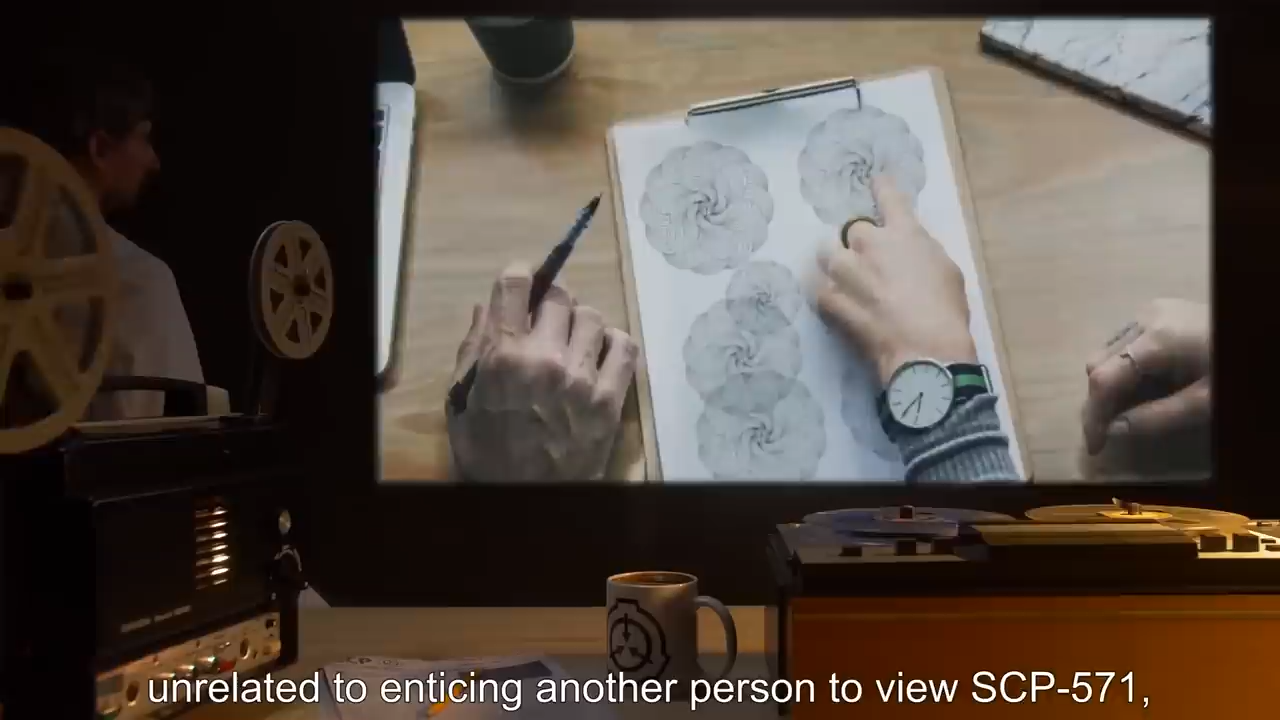 unrelated to enticing another person to view SCP-571,